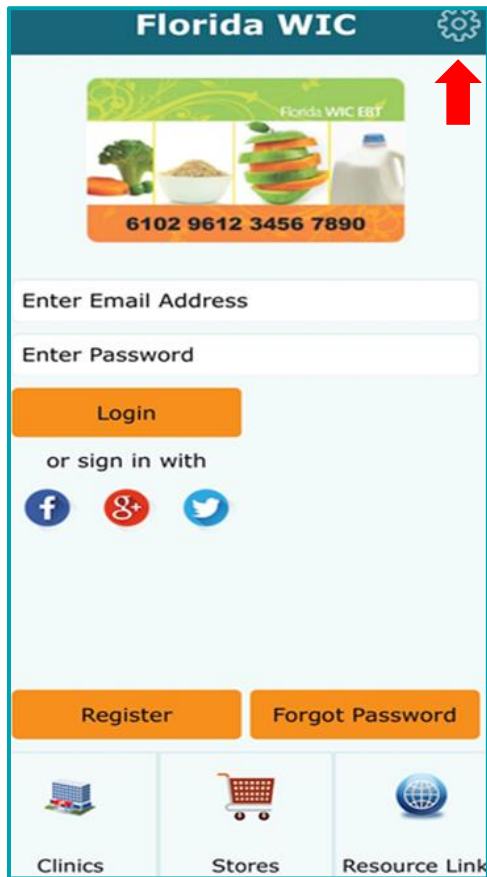 Florida WIC
Florida WIC EBT
6102 9612 3456 7890
Enter Email Address
Enter Password
Login
or sign in with
f 8+
Register Forgot Password
Clinics Stores Resource Link